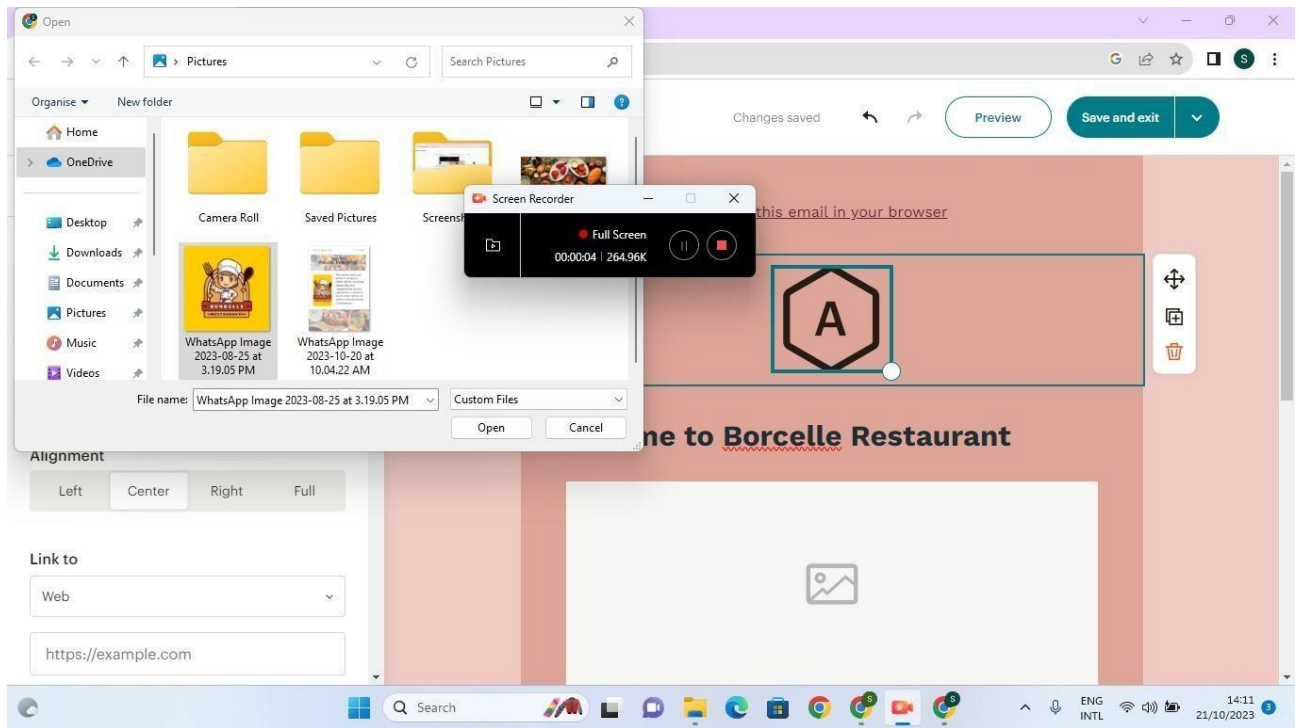 Open
Pictures
Search Pictures
Organise
New folder
Home
OneDrive
Desktop
Downloads
Documents
Pictures
Music
Videos
Camera Roll
Saved Pictures
Screensh
BORCELLE
WhatsApp Image
2023-08-25 at
3.19.05 PM
WhatsApp Image
2023-10-20 at
10.04.22 AM
File name:
WhatsApp Image 2023-08-25 at 3.19.05 PM
Custom Files
Open
Cancel
Screen Recorder
Full Screen
00:00:04 | 264.96K
S
Changes saved
Preview
Save and exit
this email in your browser
A
me to Borcelle Restaurant
Alignment
Left
Center
Right
Full
Link to
Web
https://example.com
Search
ENG
INTL
14:11
21/10/2023
3